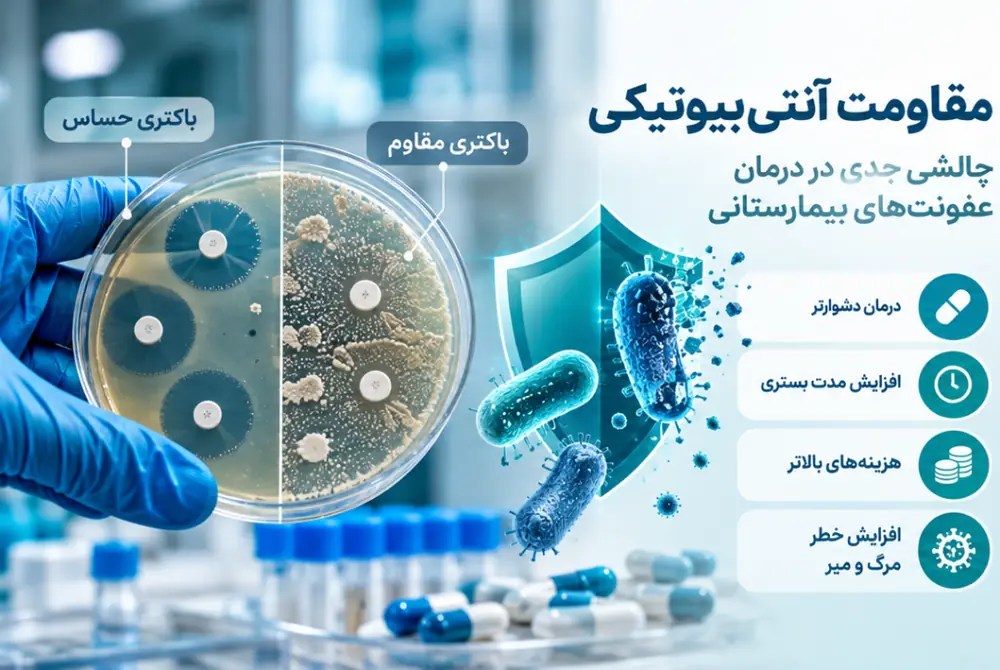 مقاومت آنتی‌بیوتیکی
چالشی جدی در درمان
عفونت‌های بیمارستانی
باکتری حساس
باکتری مقاوم
درمان دشوارتر
افزایش مدت بستری
هزینه‌های بالاتر
افزایش خطر
مرگ و میر